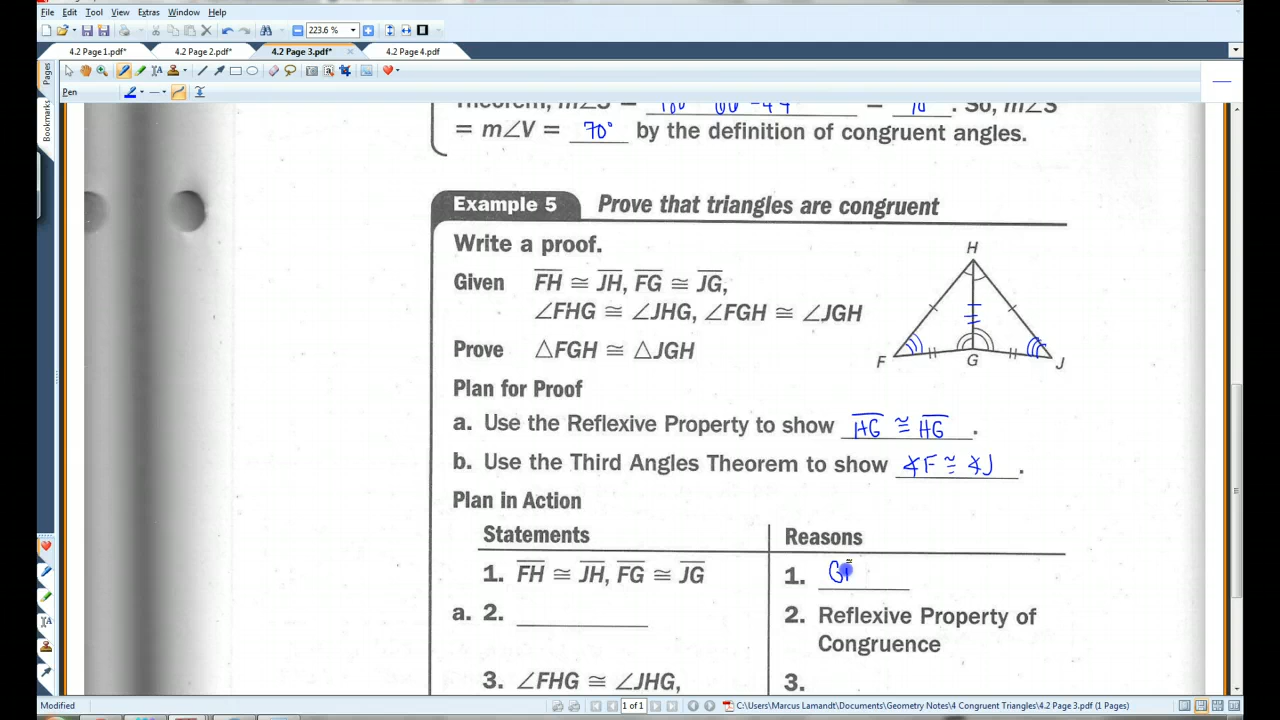 File Edit Tool View Extras Window Help
223.6 %
4.2 Page 1.pdf* 4.2 Page 2.pdf* 4.2 Page 3.pdf* 4.2 Page 4.pdf
Pages
Bookmarks
Pen
Theorem, m∠S = = 70 . So, m∠S
= m∠V = 70° by the definition of congruent angles.
Example 5 Prove that triangles are congruent
Write a proof.
Given FH ≅ JH, FG ≅ JG,
∠FHG ≅ ∠JHG, ∠FGH ≅ ∠JGH
Prove △FGH ≅ △JGH
H
F G J
Plan for Proof
a. Use the Reflexive Property to show HG ≅ HG .
b. Use the Third Angles Theorem to show ∢F ≅ ∢J .
Plan in Action
Statements Reasons
1. FH ≅ JH, FG ≅ JG 1. Gi
a. 2. 2. Reflexive Property of
Congruence
3. ∠FHG ≅ ∠JHG, 3.
Modified 1 of 1 C:\Users\Marcus Lamandt\Documents\Geometry Notes\4 Congruent Triangles\4.2 Page 3.pdf (1 Pages)